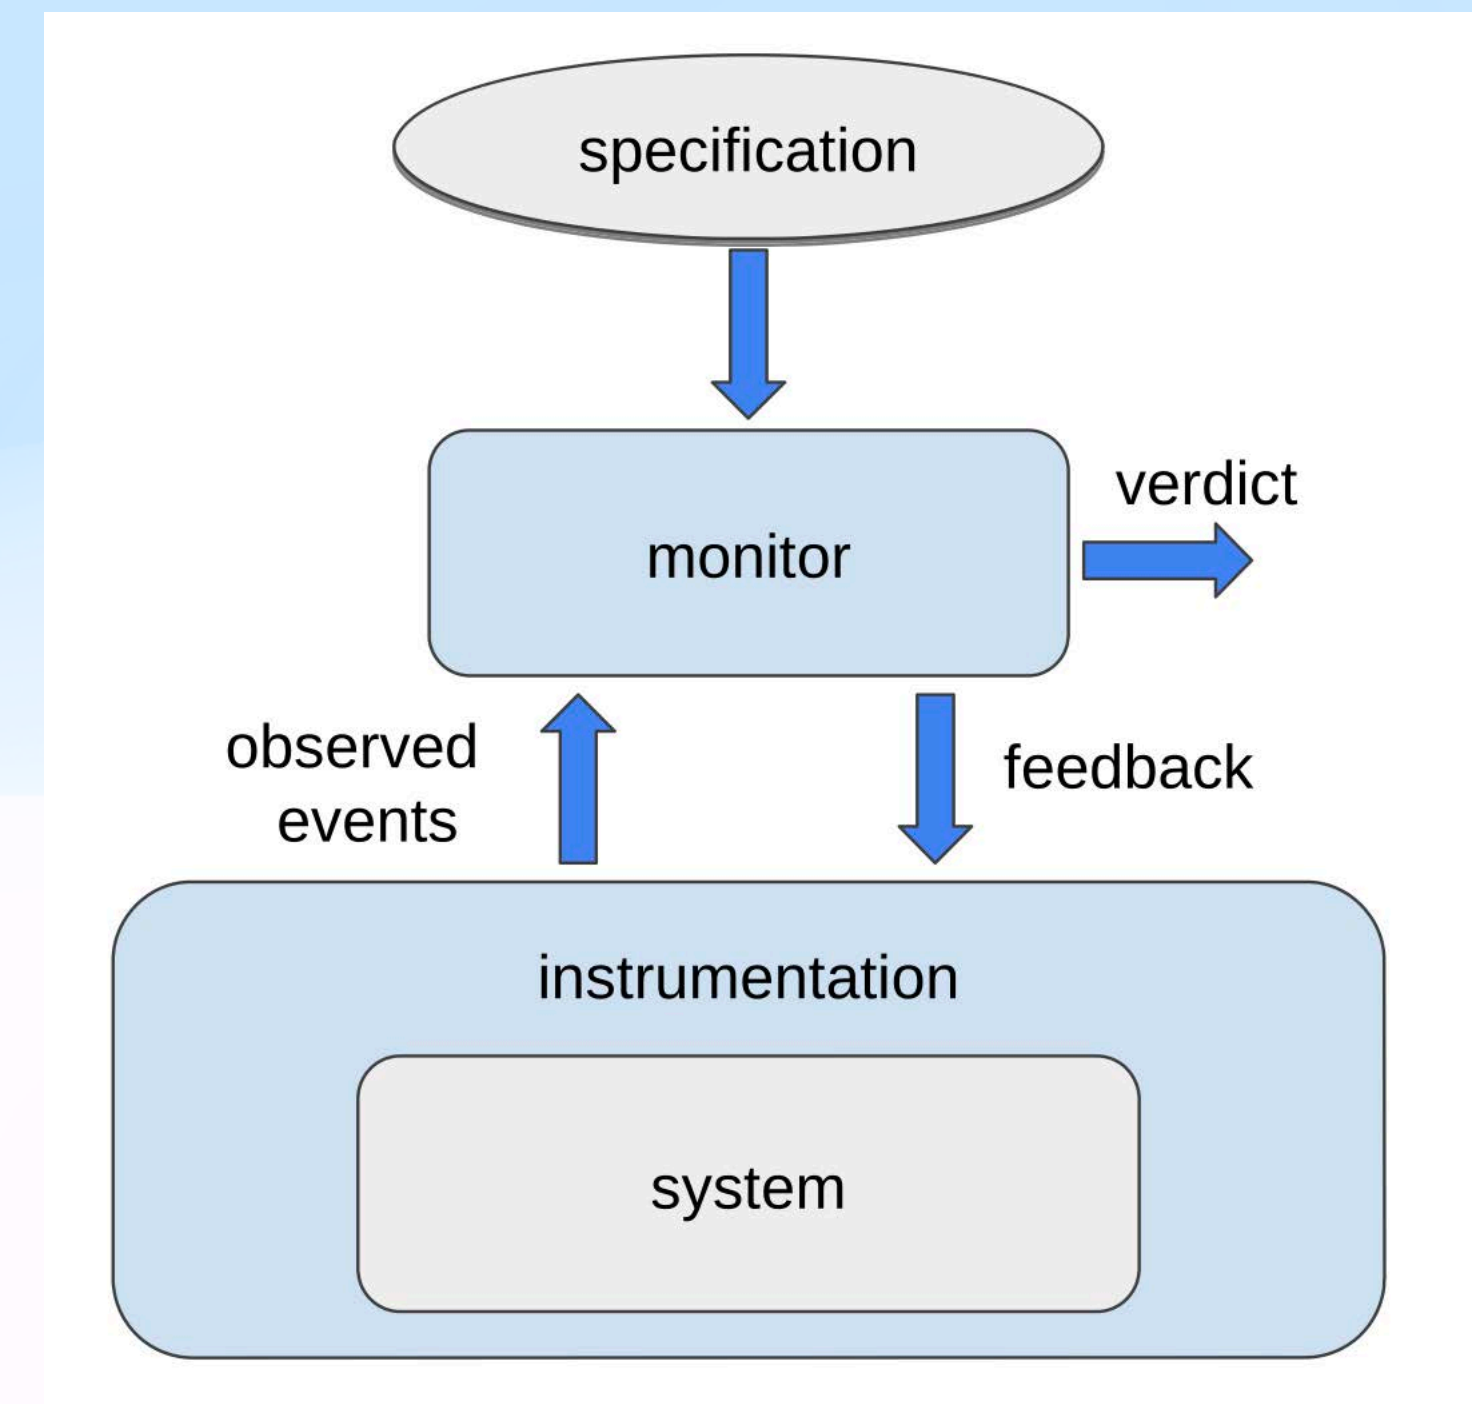 specification
monitor
verdict
observed
events
feedback
instrumentation
system